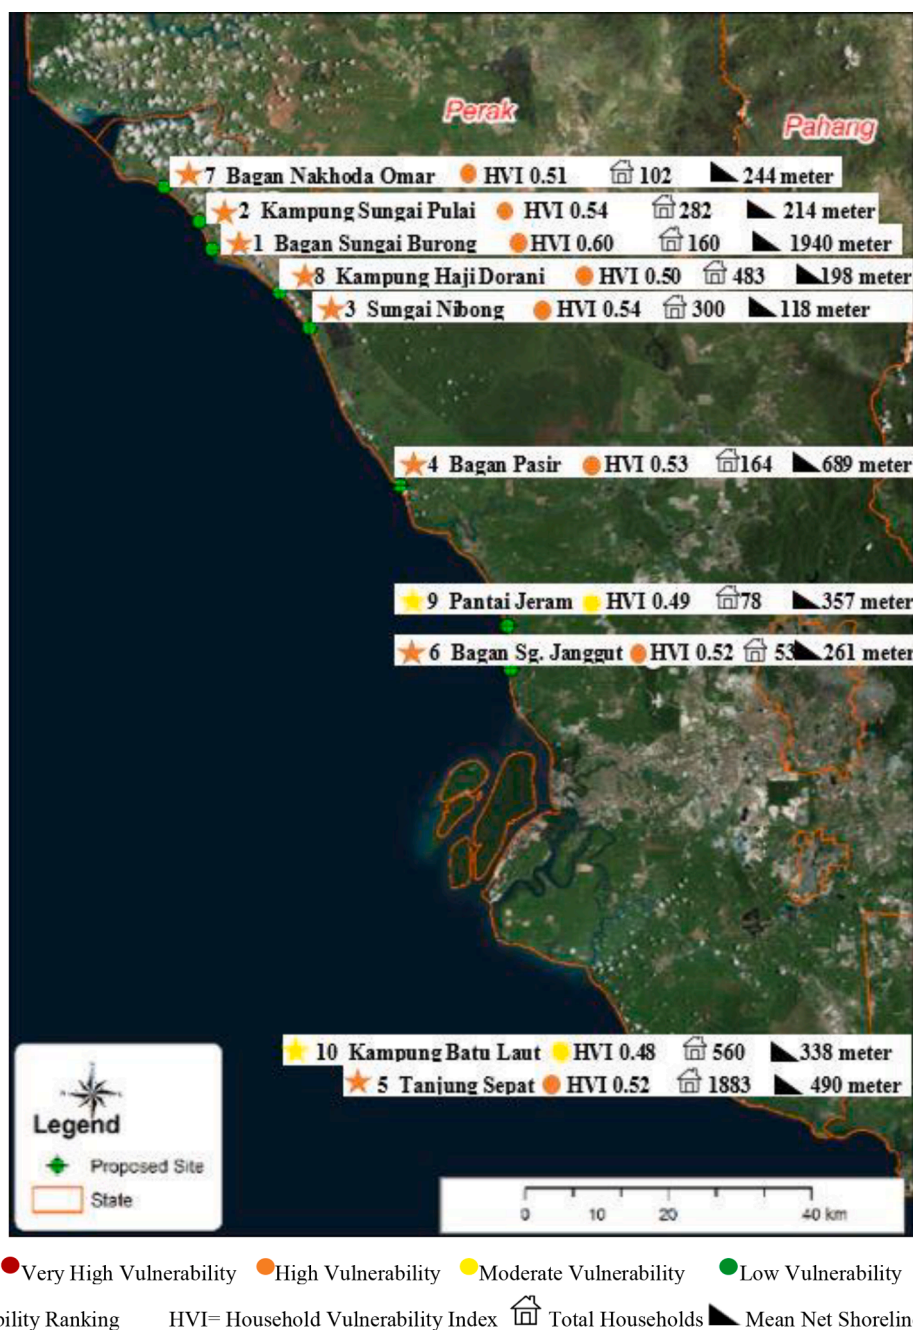 Perak
Pahang
7 Bagan Nakhoda Omar HVI 0.51 102 244 meter
2 Kampung Sungai Pulai HVI 0.54 282 214 meter
1 Bagan Sungai Burong HVI 0.60 160 1940 meter
8 Kampung Haji Dorani HVI 0.50 483 198 meter
3 Sungai Nibong HVI 0.54 300 118 meter
4 Bagan Pasir HVI 0.53 164 689 meter
9 Pantai Jeram HVI 0.49 78 357 meter
6 Bagan Sg. Janggut HVI 0.52 53 261 meter
10 Kampung Batu Laut HVI 0.48 560 338 meter
5 Tanjung Sepat HVI 0.52 1883 490 meter
Legend
Proposed Site
State
0 10 20 40 km
Very High Vulnerability High Vulnerability Moderate Vulnerability Low Vulnerability
bility Ranking HVI= Household Vulnerability Index Total Households Mean Net Shorelin